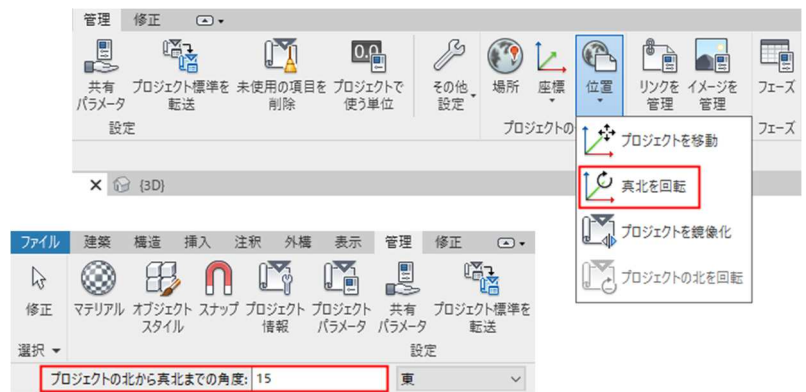 管理 修正
共有 プロジェクト標準を 未使用の項目を プロジェクトで その他 場所 座標 位置 リンクを イメージを フェーズ
パラメータ 転送 削除 使う単位 設定 管理 管理
設定 プロジェクトの フェーズ
プロジェクトを移動
{3D}
真北を回転
プロジェクトを鏡像化
プロジェクトの北を回転
ファイル 建築 構造 挿入 注釈 外構 表示 管理 修正
修正 マテリアル オブジェクト スナップ プロジェクト プロジェクト 共有 プロジェクト標準を
スタイル 情報 パラメータ パラメータ 転送
選択 設定
プロジェクトの北から真北までの角度: 15 東